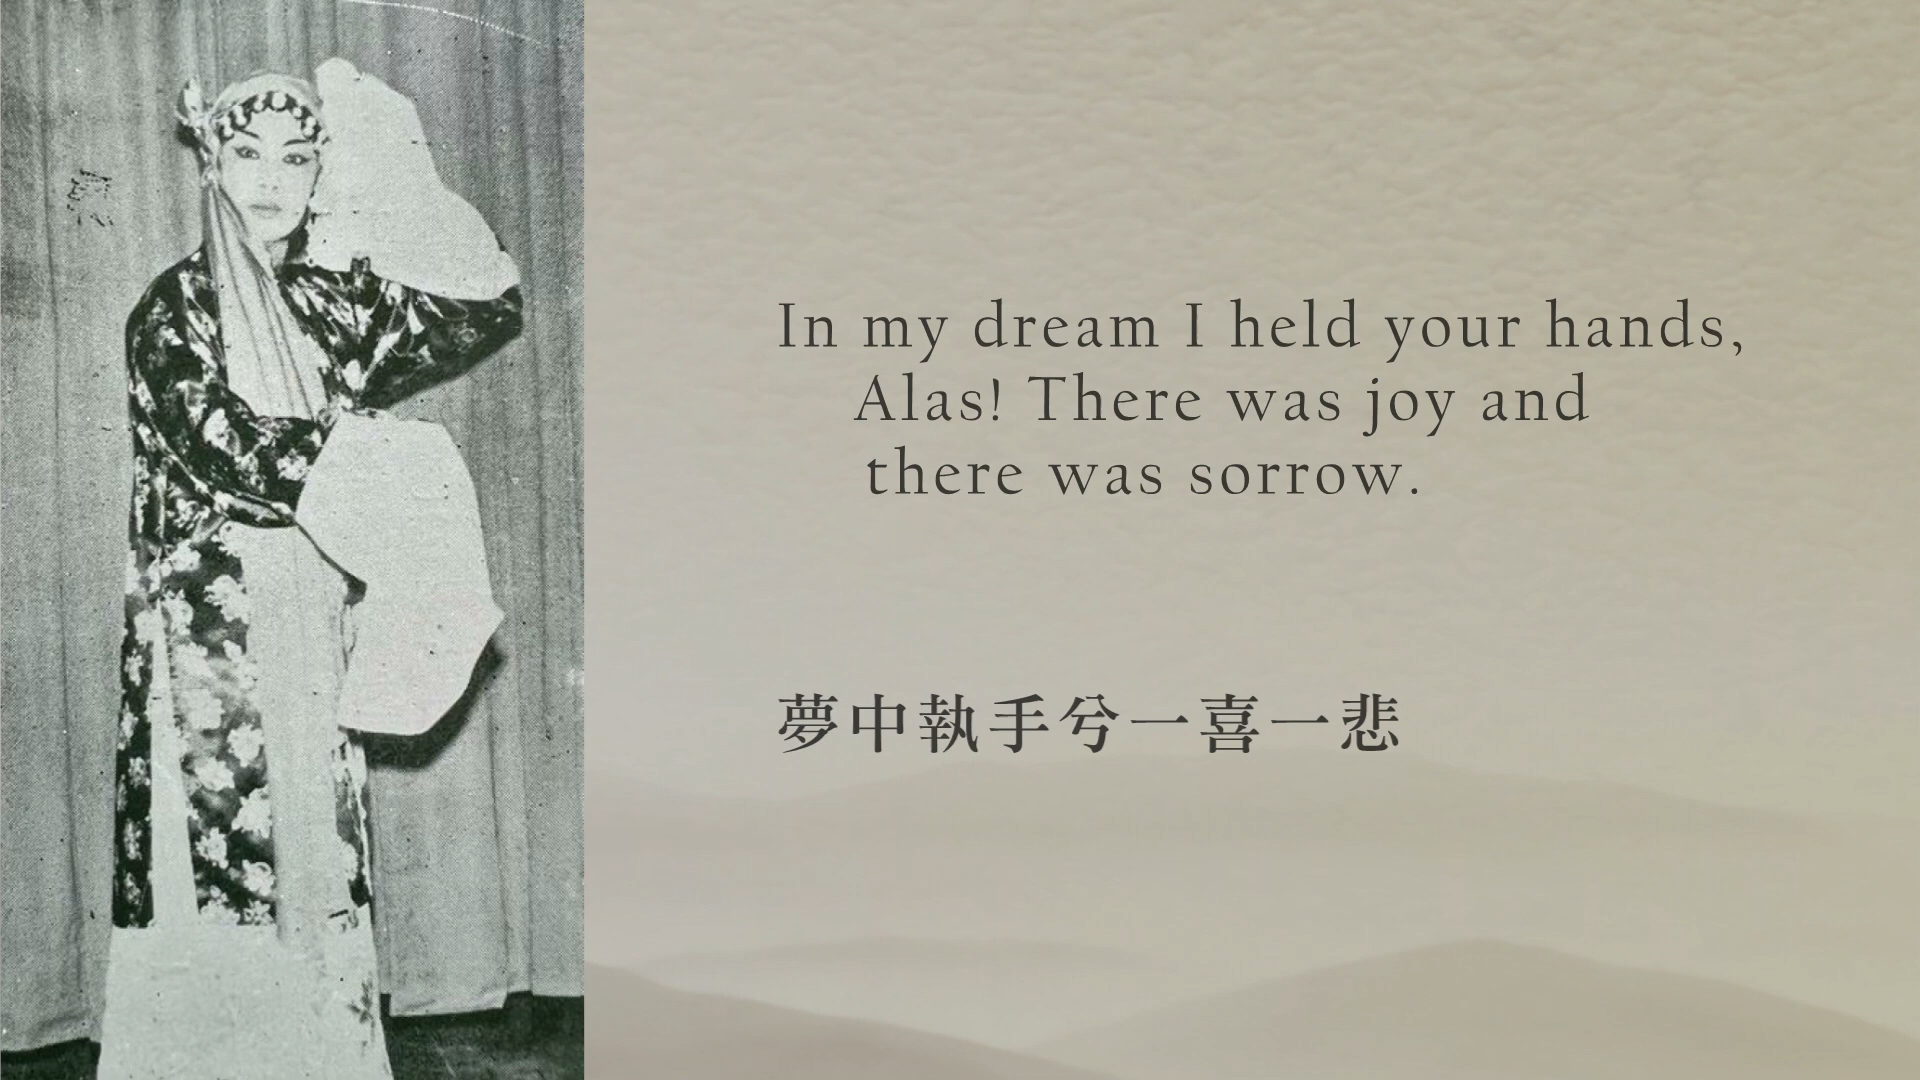 In my dream I held your hands,
Alas! There was joy and
there was sorrow.
夢中執手兮一喜一悲